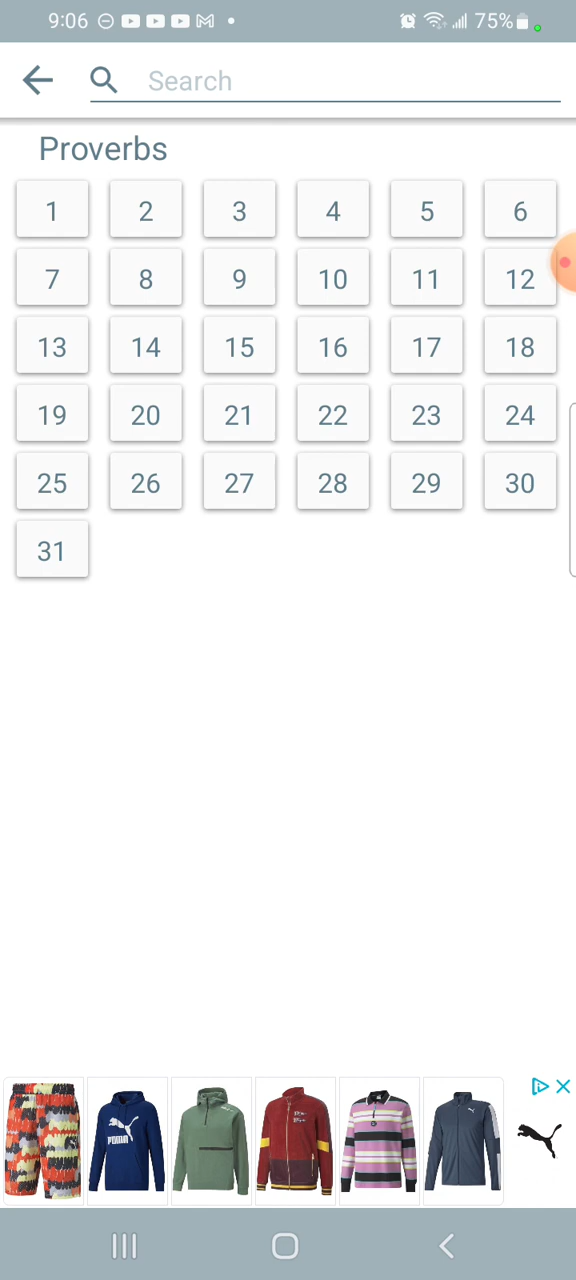 9:06 75%
Search
Proverbs
1 2 3 4 5 6
7 8 9 10 11 12
13 14 15 16 17 18
19 20 21 22 23 24
25 26 27 28 29 30
31
PUMA